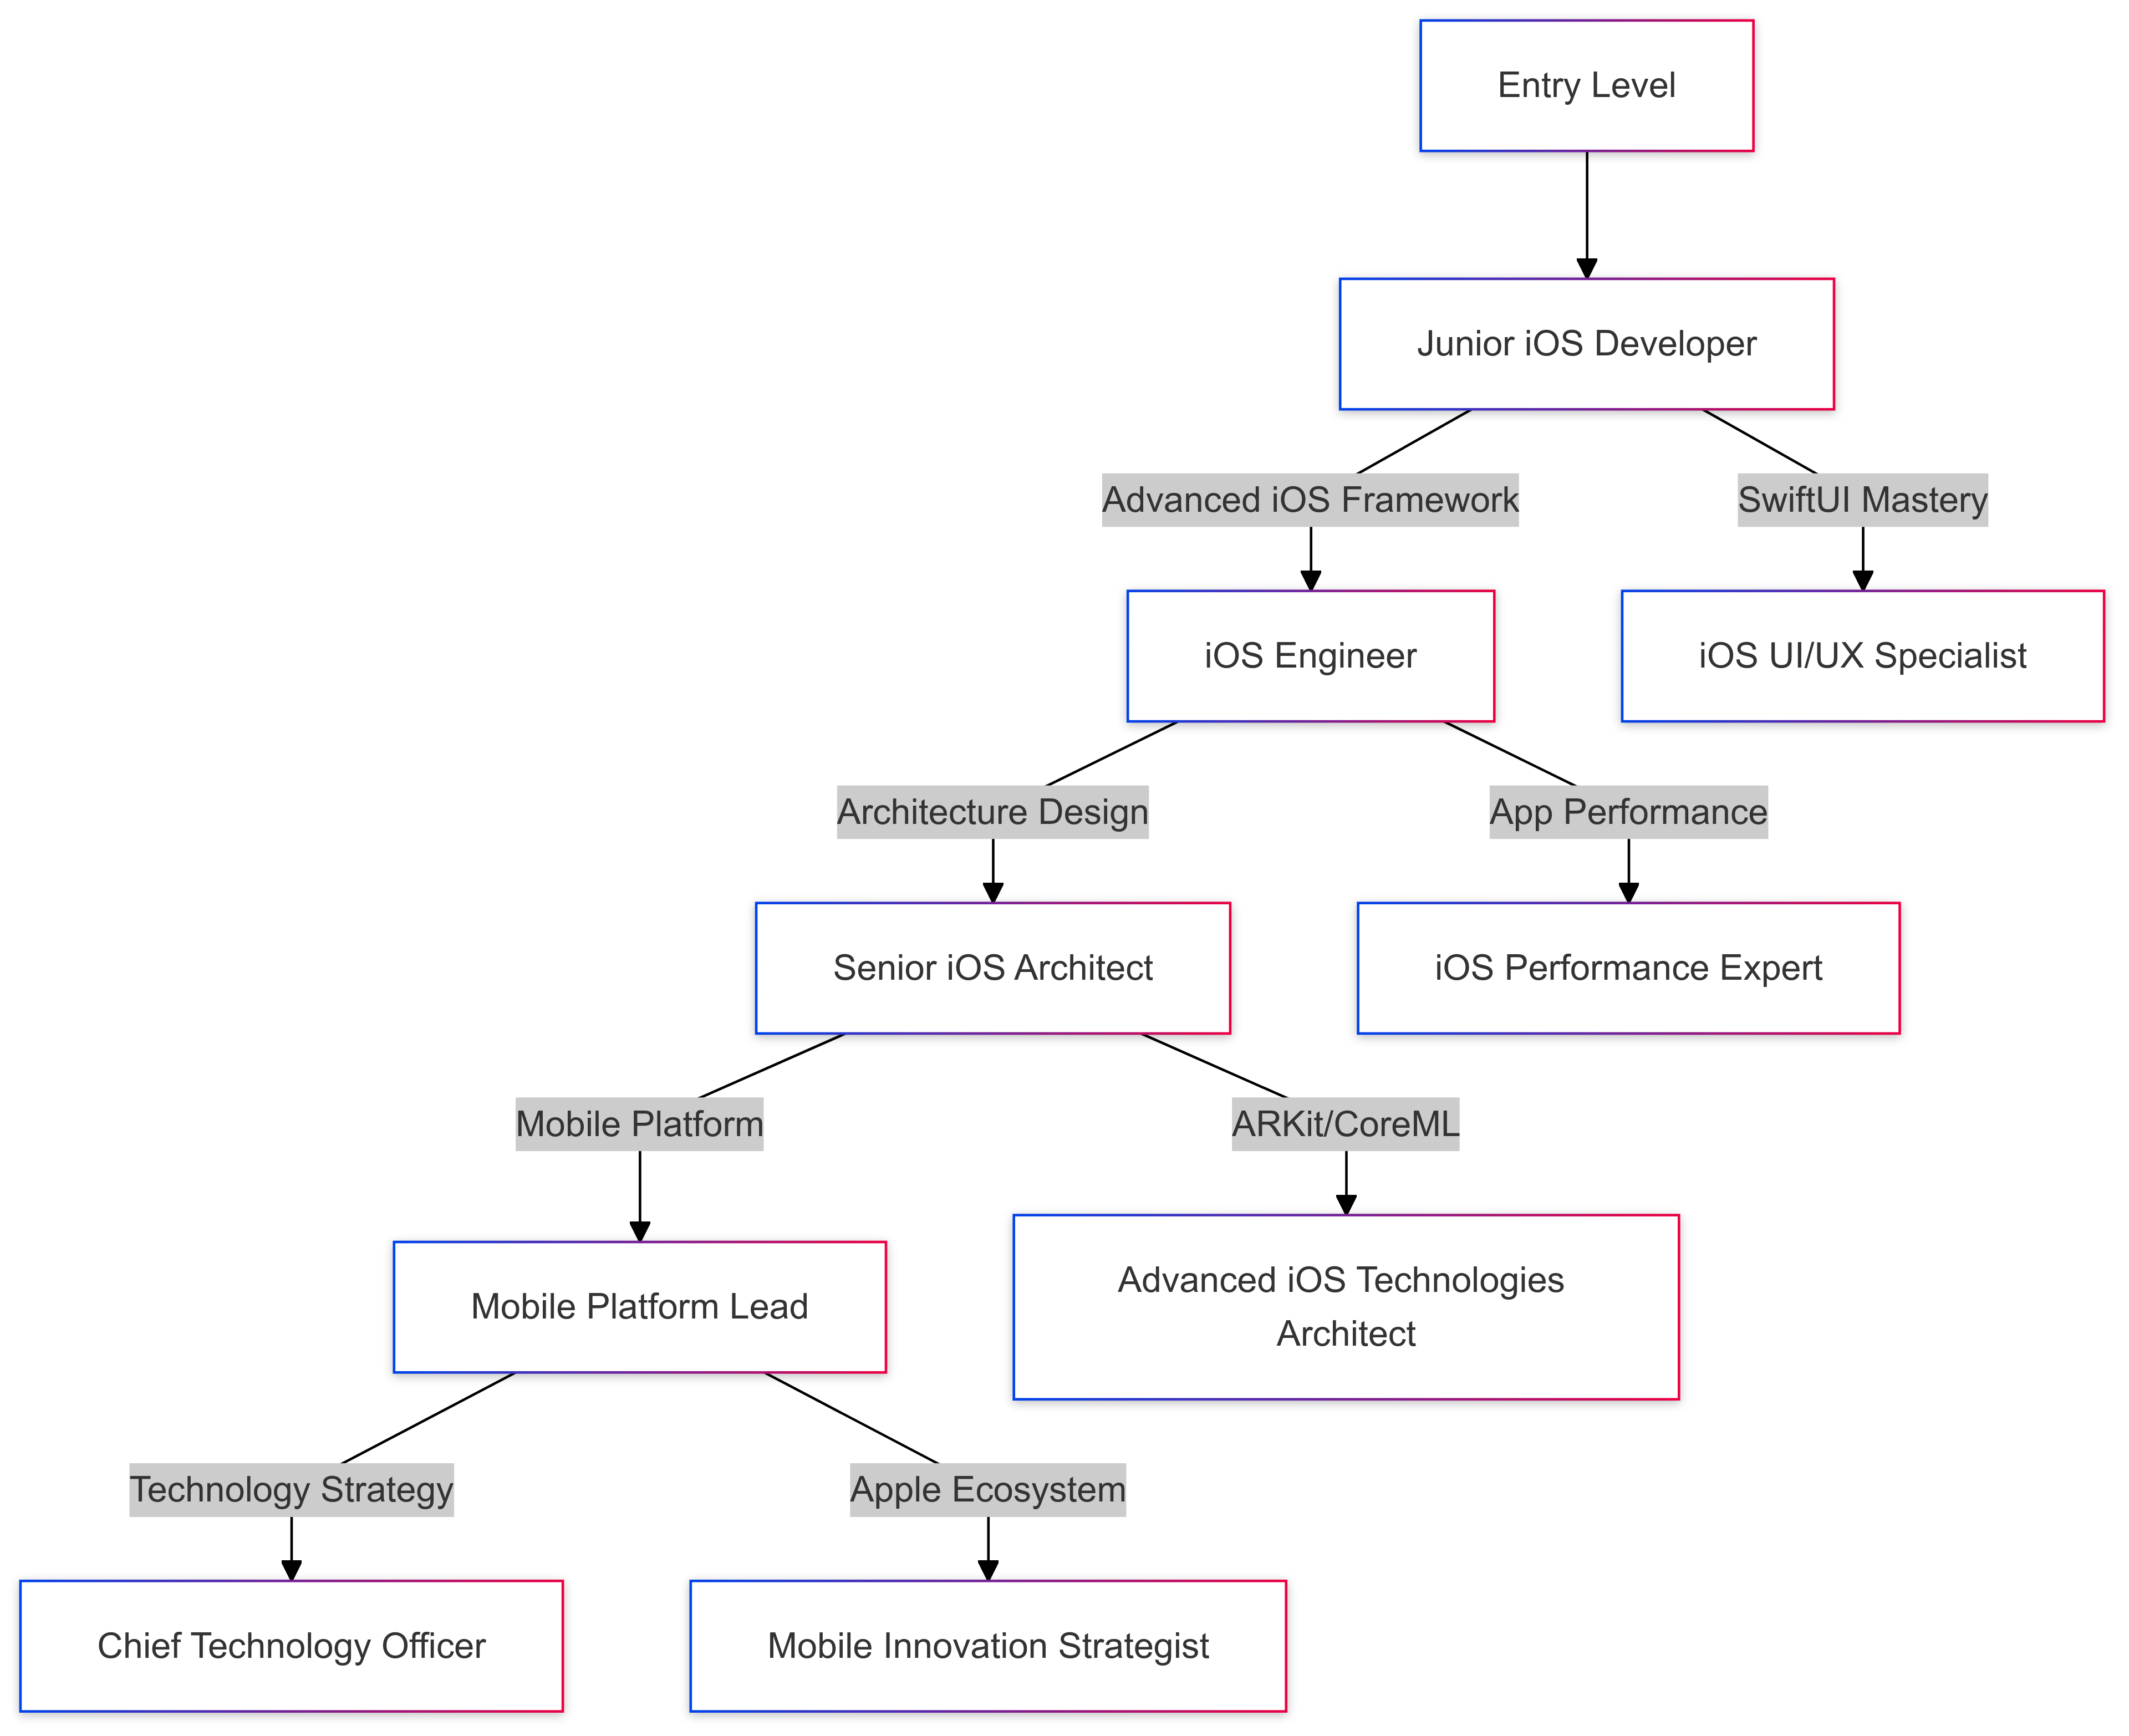 Entry Level
Junior iOS Developer
Advanced iOS Framework
SwiftUI Mastery
iOS Engineer
iOS UI/UX Specialist
Architecture Design
App Performance
Senior iOS Architect
iOS Performance Expert
Mobile Platform
ARKit/CoreML
Mobile Platform Lead
Advanced iOS Technologies
Architect
Technology Strategy
Apple Ecosystem
Chief Technology Officer
Mobile Innovation Strategist